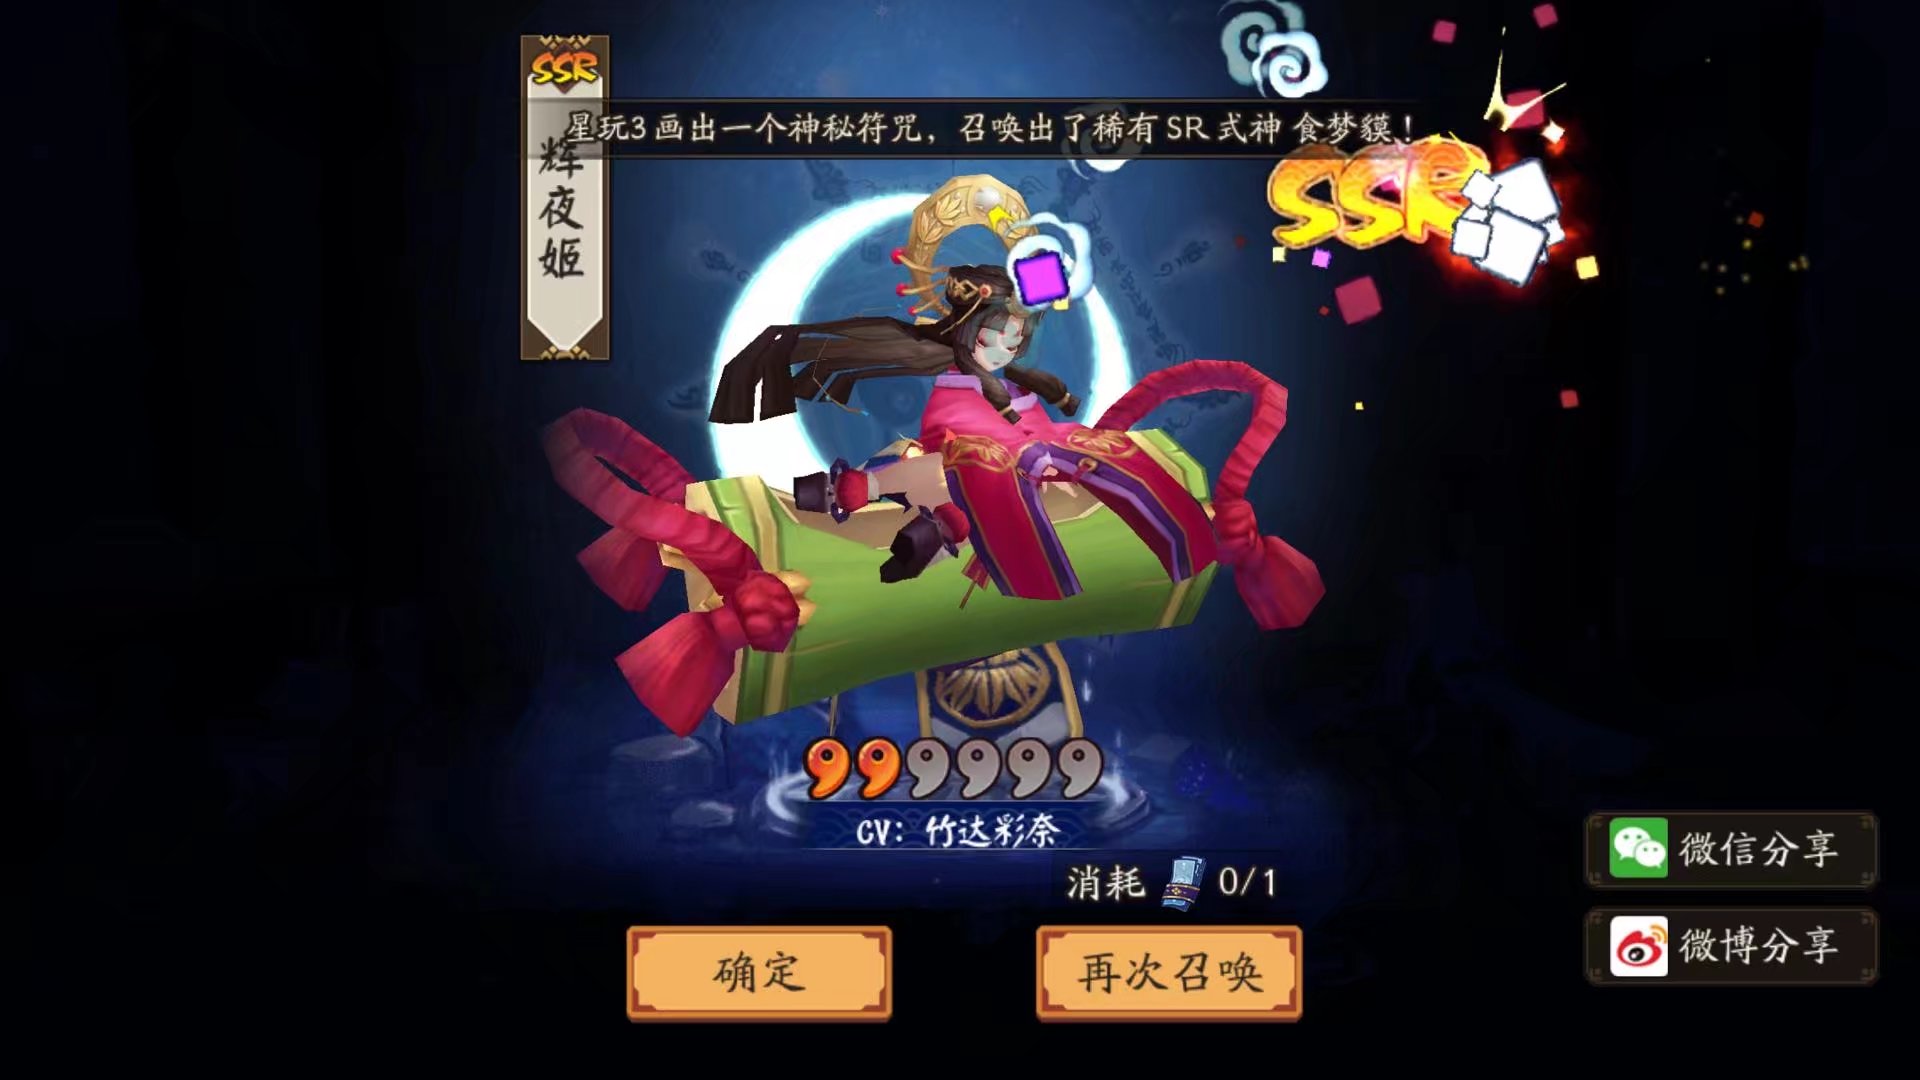 SSR
辉夜姬
星玩3画出一个神秘符咒，召唤出了稀有SR式神 食梦貘！
SSR
CV：竹达彩奈
消耗 0/1
确定
再次召唤
微信分享
微博分享